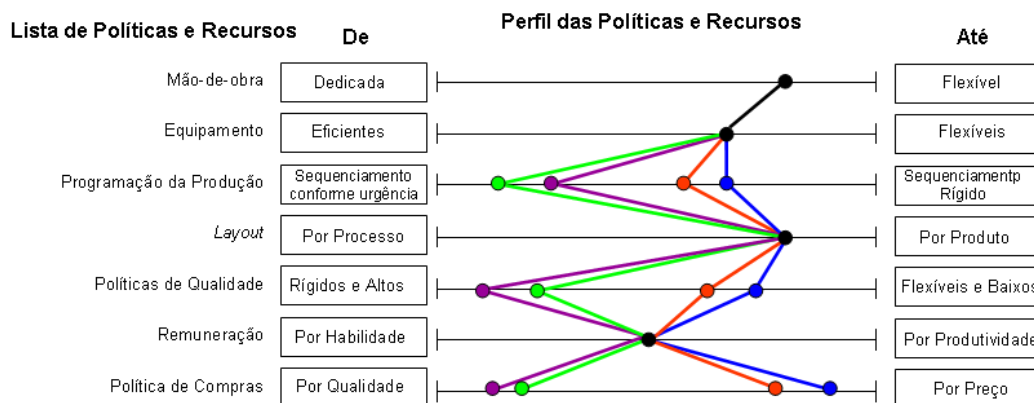 Lista de Políticas e Recursos
De
Perfil das Políticas e Recursos
Até
Mão-de-obra
Dedicada
Flexível
Equipamento
Eficientes
Flexíveis
Programação da Produção
Sequenciamento
conforme urgência
Sequenciamentp
Rígido
Layout
Por Processo
Por Produto
Políticas de Qualidade
Rígidos e Altos
Flexíveis e Baixos
Remuneração
Por Habilidade
Por Produtividade
Política de Compras
Por Qualidade
Por Preço